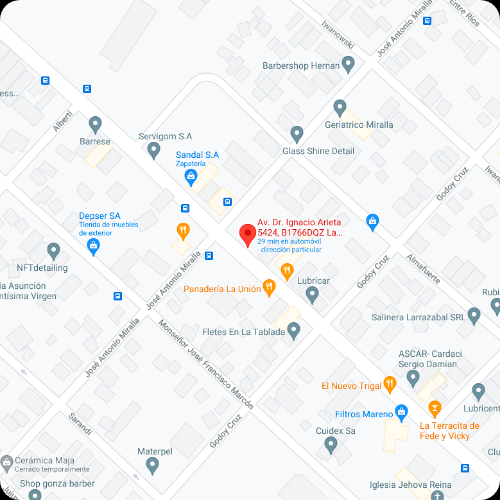 Entre Ríos
Iwanowski
José Antonio Miralla
Barbershop Hernan
ess...
Alberti
Geriatrico Miralla
Barrese
Servigom S.A
Glass Shine Detail
Sandal S.A
Zapatería
Iwano
Godoy Cruz
Depser SA
Tienda de muebles
de exterior
Av. Dr. Ignacio Arieta
5424, B1766DQZ La...
29 min en automóvil
- dirección particular
NFTdetailing
José Antonio Miralla
Godoy Cruz
Almafuerte
ia Asunción
ntísima Virgen
Panadería La Unión
Lubricar
Rubi
Salinera Larrazabal SRL
José Antonio Miralla
Monseñor José Francisco Marcón
Fletes En La Tablada
ASCAR- Cardaci
Sergio Damian
El Nuevo Trigal
Lubricent
Sarandí
Godoy Cruz
Filtros Mareno
La Terracita de
Fede y Vicky
Cuidex Sa
Cerámica Maja
Cerrado temporalmente
Materpel
Clu
Shop gonza barber
Iglesia Jehova Reina